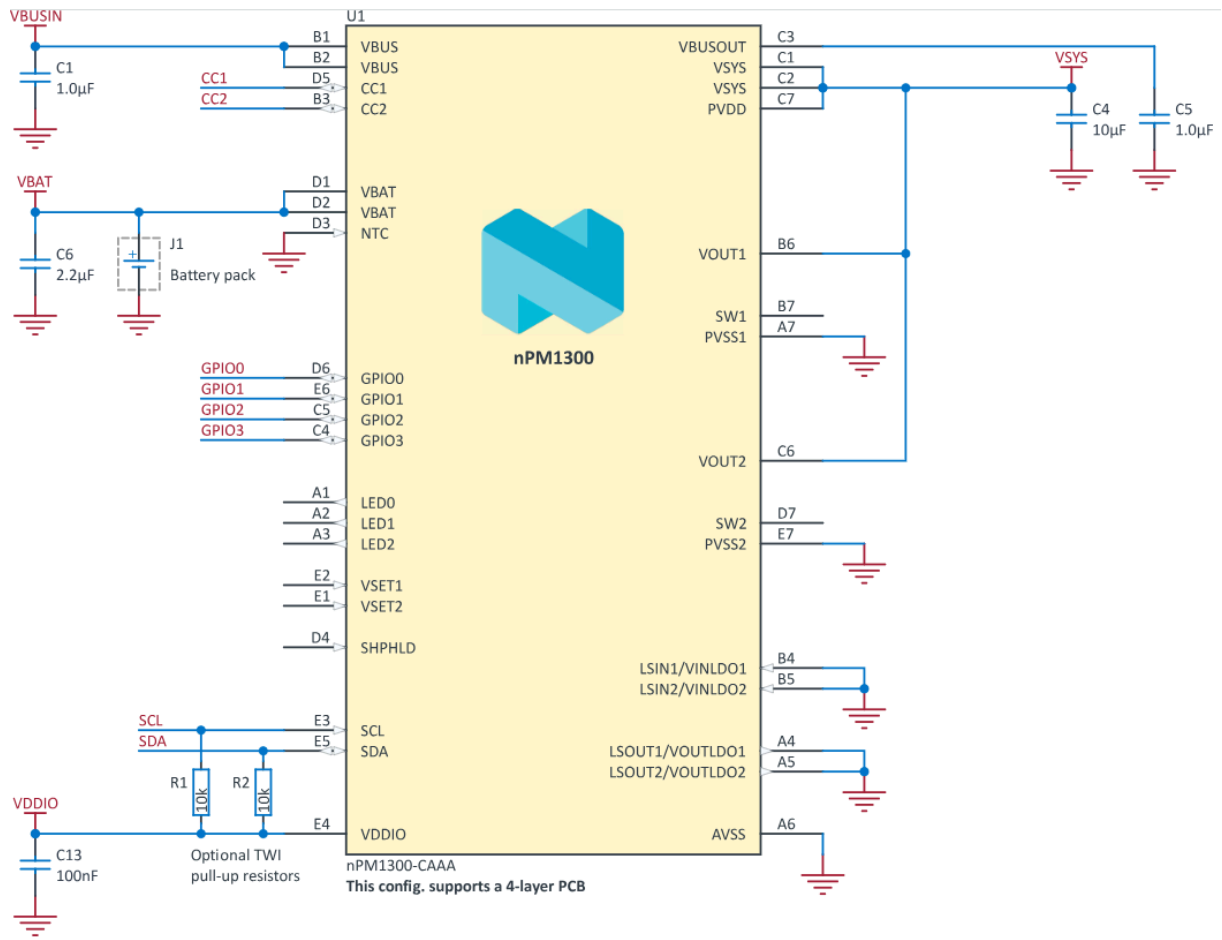 VBUSIN
U1
B1
VBUS
B2
VBUS
C1
1.0µF
CC1
D5
CC1
CC2
B3
CC2
C3
VBUSOUT
C1
VSYS
C2
VSYS
C7
PVDD
VSYS
C4
10µF
C5
1.0µF
VBAT
D1
VBAT
D2
VBAT
D3
NTC
C6
2.2µF
J1
+
Battery pack
B6
VOUT1
B7
SW1
A7
PVSS1
nPM1300
GPIO0
D6
GPIO0
GPIO1
E6
GPIO1
GPIO2
C5
GPIO2
GPIO3
C4
GPIO3
C6
VOUT2
A1
LED0
A2
LED1
A3
LED2
D7
SW2
E7
PVSS2
E2
VSET1
E1
VSET2
D4
SHPHLD
B4
LSIN1/VINLDO1
B5
LSIN2/VINLDO2
SCL
E3
SCL
SDA
E5
SDA
A4
LSOUT1/VOUTLDO1
A5
LSOUT2/VOUTLDO2
R1
10k
R2
10k
VDDIO
E4
VDDIO
A6
AVSS
C13
100nF
Optional TWI
pull-up resistors
nPM1300-CAAA
This config. supports a 4-layer PCB